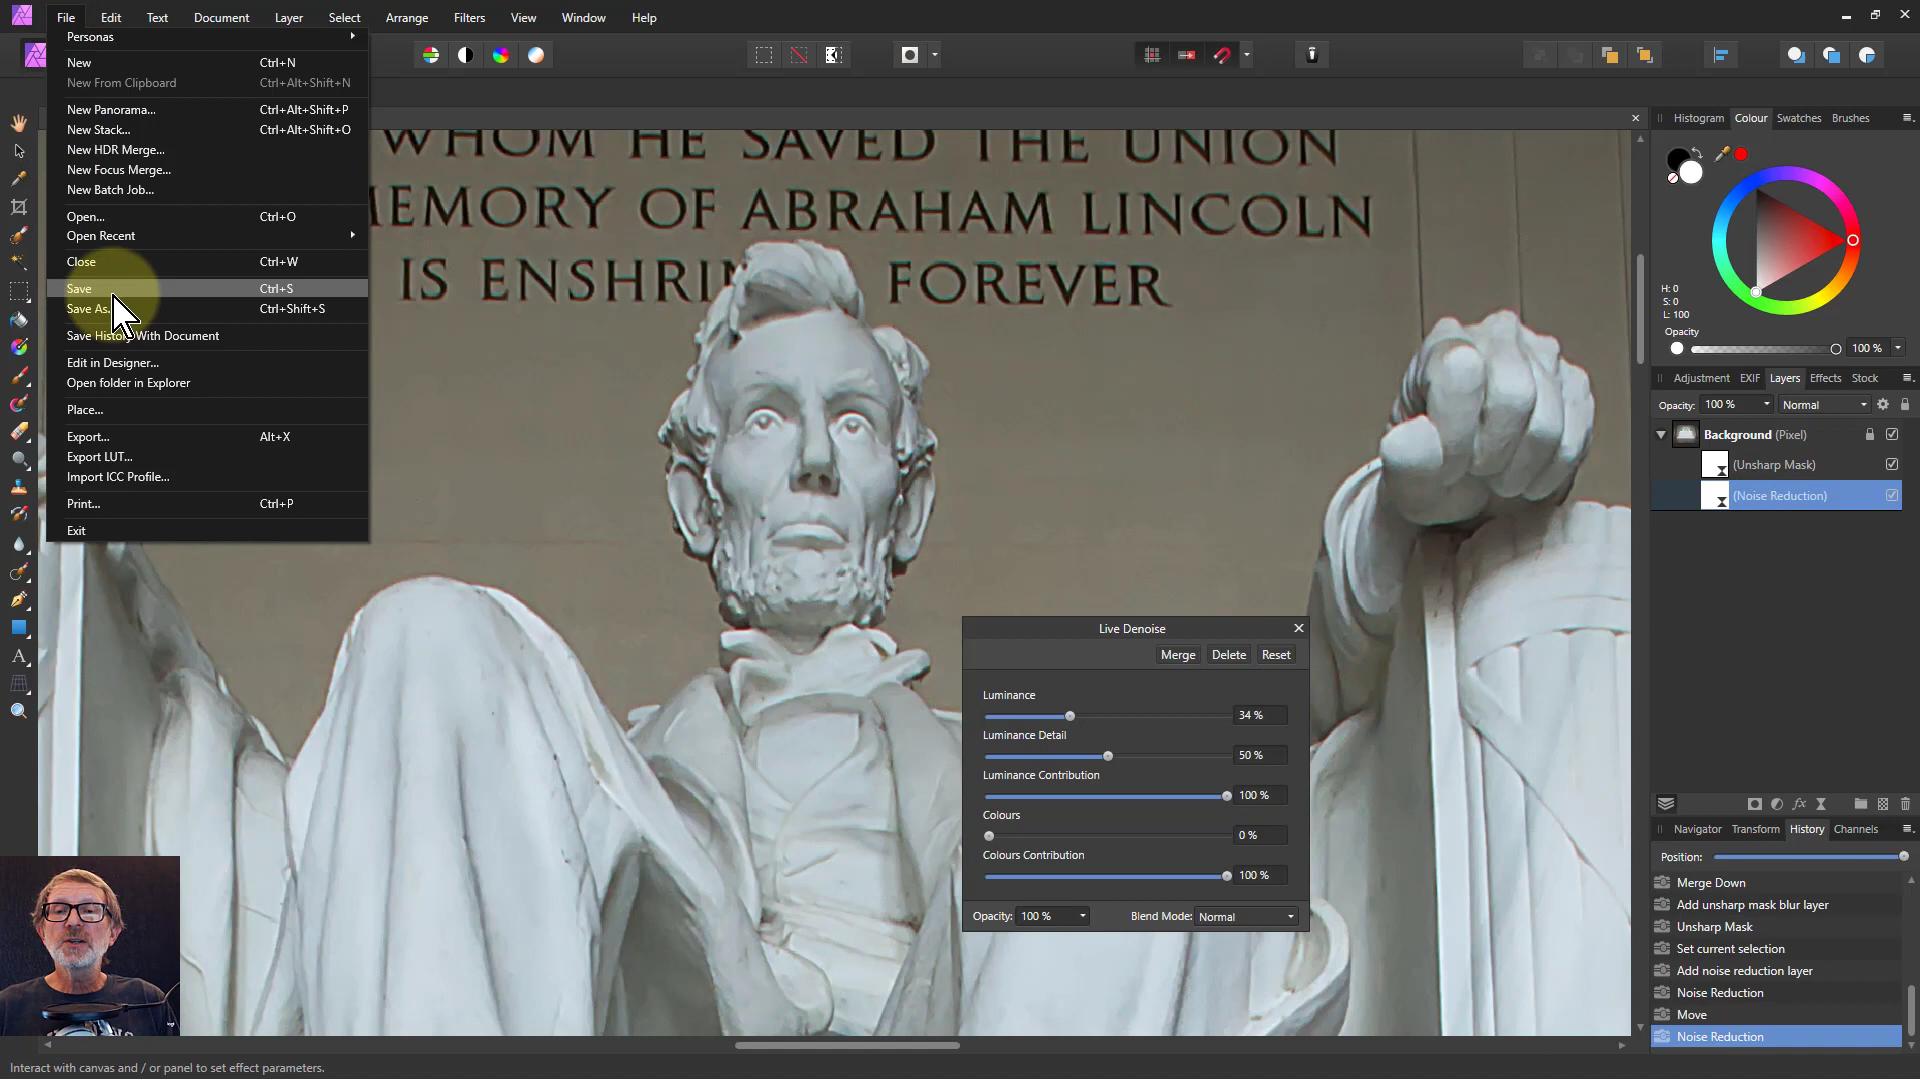 File Edit Text Document Layer Select Arrange Filters View Window Help
Personas
New Ctrl+N
New From Clipboard Ctrl+Alt+Shift+N
New Panorama... Ctrl+Alt+Shift+P
New Stack... Ctrl+Alt+Shift+O
New HDR Merge...
New Focus Merge...
New Batch Job...
Open... Ctrl+O
Open Recent
Close Ctrl+W
Save Ctrl+S
Save As. Ctrl+Shift+S
Save History With Document
Edit in Designer...
Open folder in Explorer
Place...
Export... Alt+X
Export LUT...
Import ICC Profile...
Print... Ctrl+P
Exit
WHOM HE SAVED THE UNION
MEMORY OF ABRAHAM LINCOLN
IS ENSHRIN FOREVER
Live Denoise
Merge Delete Reset
Luminance
34 %
Luminance Detail
50 %
Luminance Contribution
100 %
Colours
0 %
Colours Contribution
100 %
Opacity: 100 % Blend Mode: Normal
Histogram Colour Swatches Brushes
H: 0
S: 0
L: 100
Opacity
100 %
Adjustment EXIF Layers Effects Stock
Opacity: 100 % Normal
Background (Pixel)
(Unsharp Mask)
(Noise Reduction)
fx
Navigator Transform History Channels
Position:
Merge Down
Add unsharp mask blur layer
Unsharp Mask
Set current selection
Add noise reduction layer
Noise Reduction
Move
Noise Reduction
Interact with canvas and / or panel to set effect parameters.